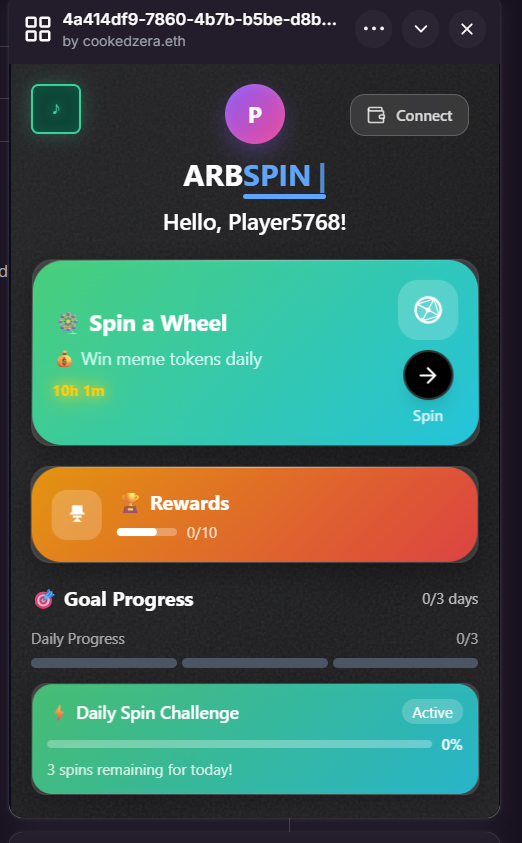 4a414df9-7860-4b7b-b5be-d8b...
by cookedzera.eth
♪
P
Connect
ARBSPIN |
Hello, Player5768!
🎡 Spin a Wheel
💰 Win meme tokens daily
10h 1m
Spin
🏆 Rewards
0/10
🎯 Goal Progress
0/3 days
Daily Progress
0/3
⚡ Daily Spin Challenge
Active
0%
3 spins remaining for today!
d